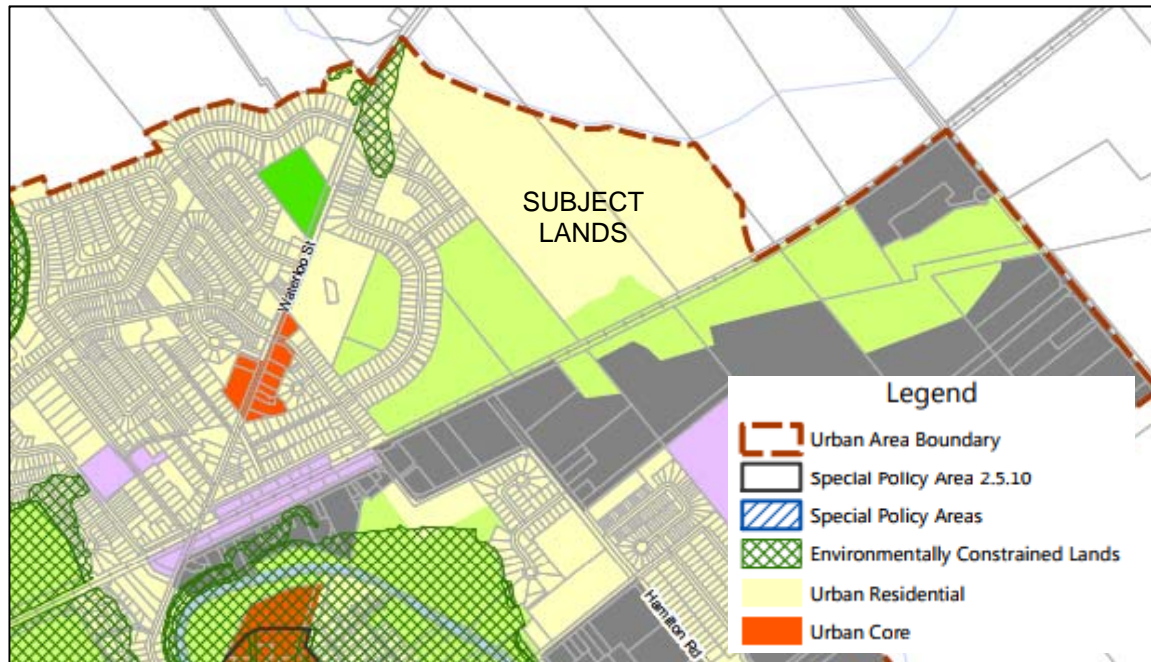 SUBJECT
LANDS
Waterloo St
Hamilton Rd
Legend
Urban Area Boundary
Special Policy Area 2.5.10
Special Policy Areas
Environmentally Constrained Lands
Urban Residential
Urban Core